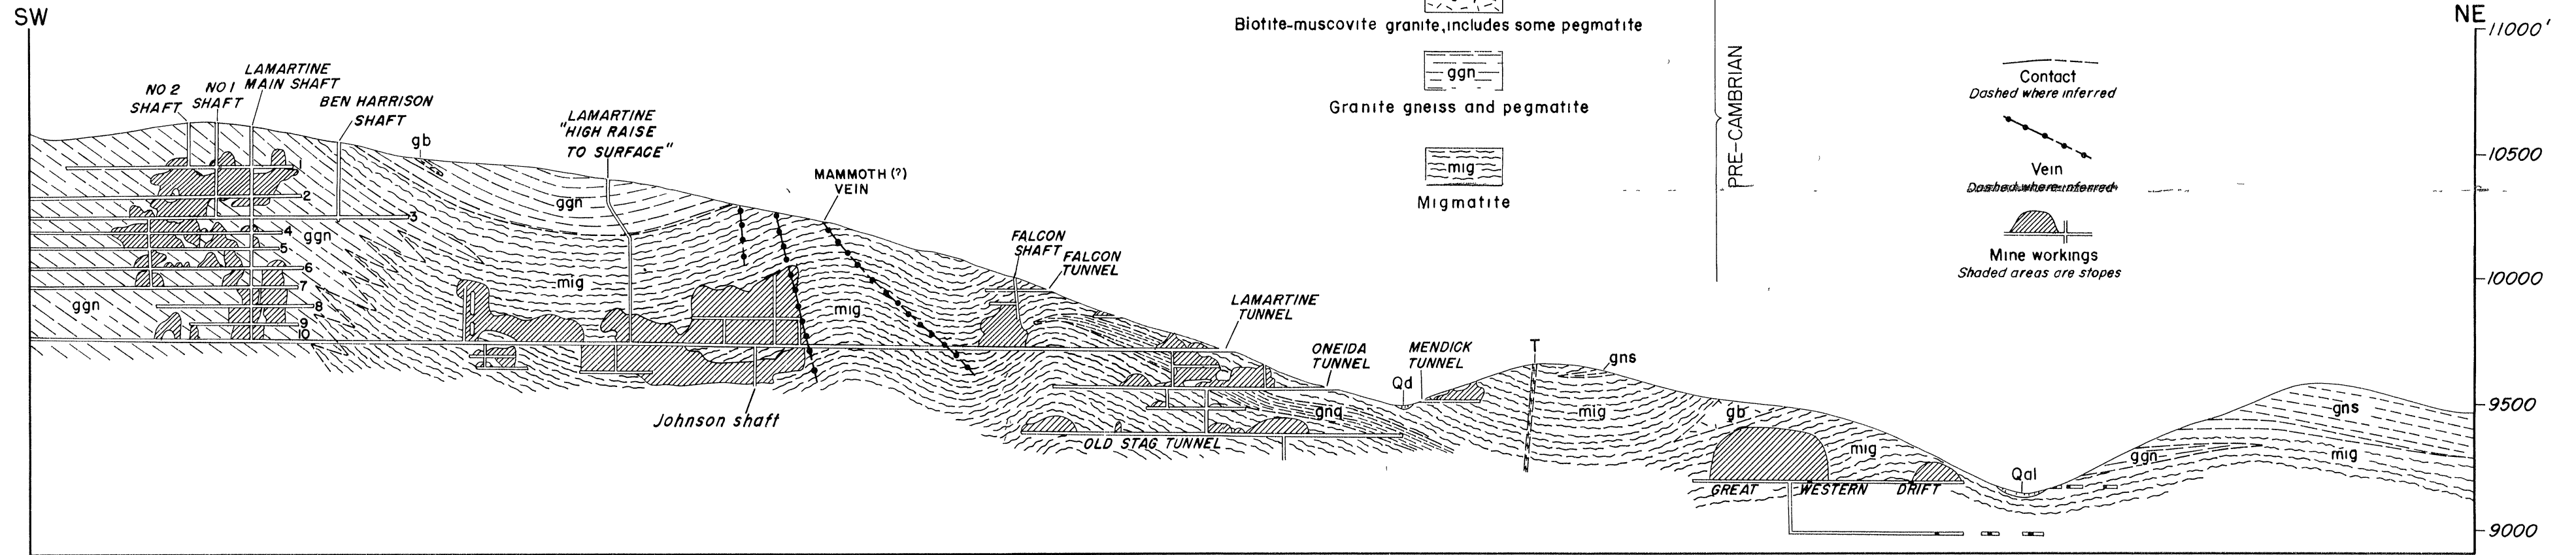 SW
NE
11000'
Biotite-muscovite granite, includes some pegmatite
ggn
Granite gneiss and pegmatite
mig
Migmatite
PRE-CAMBRIAN
Contact
Dashed where inferred
Vein
Dashed where inferred
Mine workings
Shaded areas are stopes
10500
10000
9500
9000
NO 2
SHAFT
NO 1
SHAFT
LAMARTINE
MAIN SHAFT
BEN HARRISON
SHAFT
gb
LAMARTINE
"HIGH RAISE
TO SURFACE"
MAMMOTH (?)
VEIN
FALCON
SHAFT
FALCON
TUNNEL
LAMARTINE
TUNNEL
ONEIDA
TUNNEL
MENDICK
TUNNEL
Qd
T
gns
1
2
3
4
5
6
7
8
9
10
ggn
ggn
ggn
mig
mig
Johnson shaft
gnq
OLD STAG TUNNEL
mig
gb
mig
GREAT WESTERN DRIFT
Qal
ggn
gns
mig